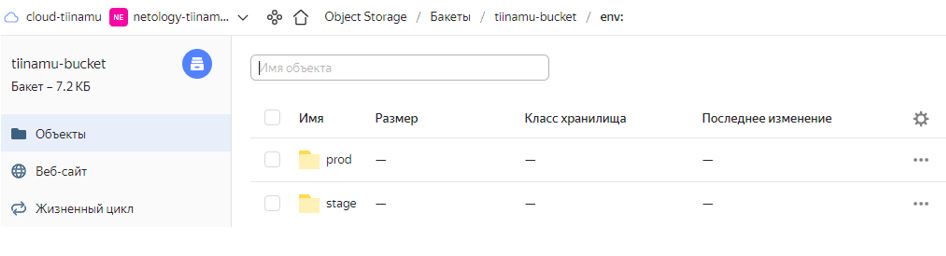 cloud-tiinamu NE netology-tiinam... Object Storage / Бакеты / tiinamu-bucket / env:
tiinamu-bucket
Бакет – 7.2 КБ
Объекты
Веб-сайт
Жизненный цикл
Имя объекта
Имя Размер Класс хранилища Последнее изменение
prod — — —
stage — — —